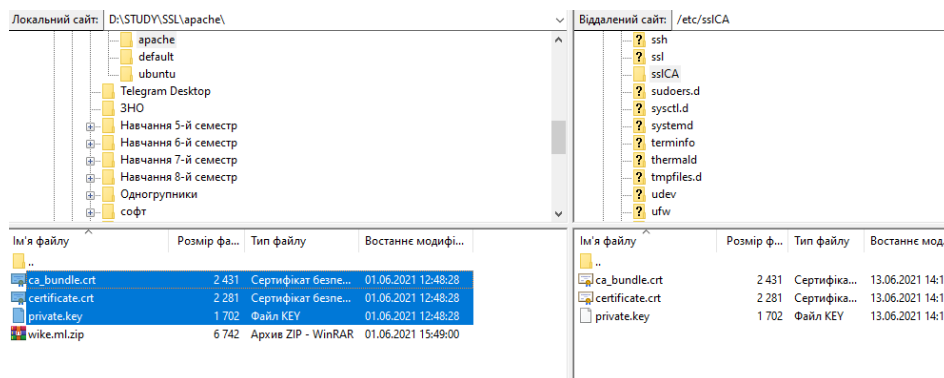 Локальний сайт: D:\STUDY\SSL\apache\
apache
default
ubuntu
Telegram Desktop
ЗНО
Навчання 5-й семестр
Навчання 6-й семестр
Навчання 7-й семестр
Навчання 8-й семестр
Одногрупники
софт
Ім'я файлу Розмір фа... Тип файлу Востаннє модифі...
..
ca_bundle.crt 2 431 Сертифікат безпе... 01.06.2021 12:48:28
certificate.crt 2 281 Сертифікат безпе... 01.06.2021 12:48:28
private.key 1 702 Файл KEY 01.06.2021 12:48:28
wike.ml.zip 6 742 Архив ZIP - WinRAR 01.06.2021 15:49:00
Віддалений сайт: /etc/sslCA
ssh
ssl
sslCA
sudoers.d
sysctl.d
systemd
terminfo
thermald
tmpfiles.d
udev
ufw
Ім'я файлу Розмір ф... Тип файлу Востаннє мод
..
ca_bundle.crt 2 431 Сертифіка... 13.06.2021 14:1
certificate.crt 2 281 Сертифіка... 13.06.2021 14:1
private.key 1 702 Файл KEY 13.06.2021 14:1